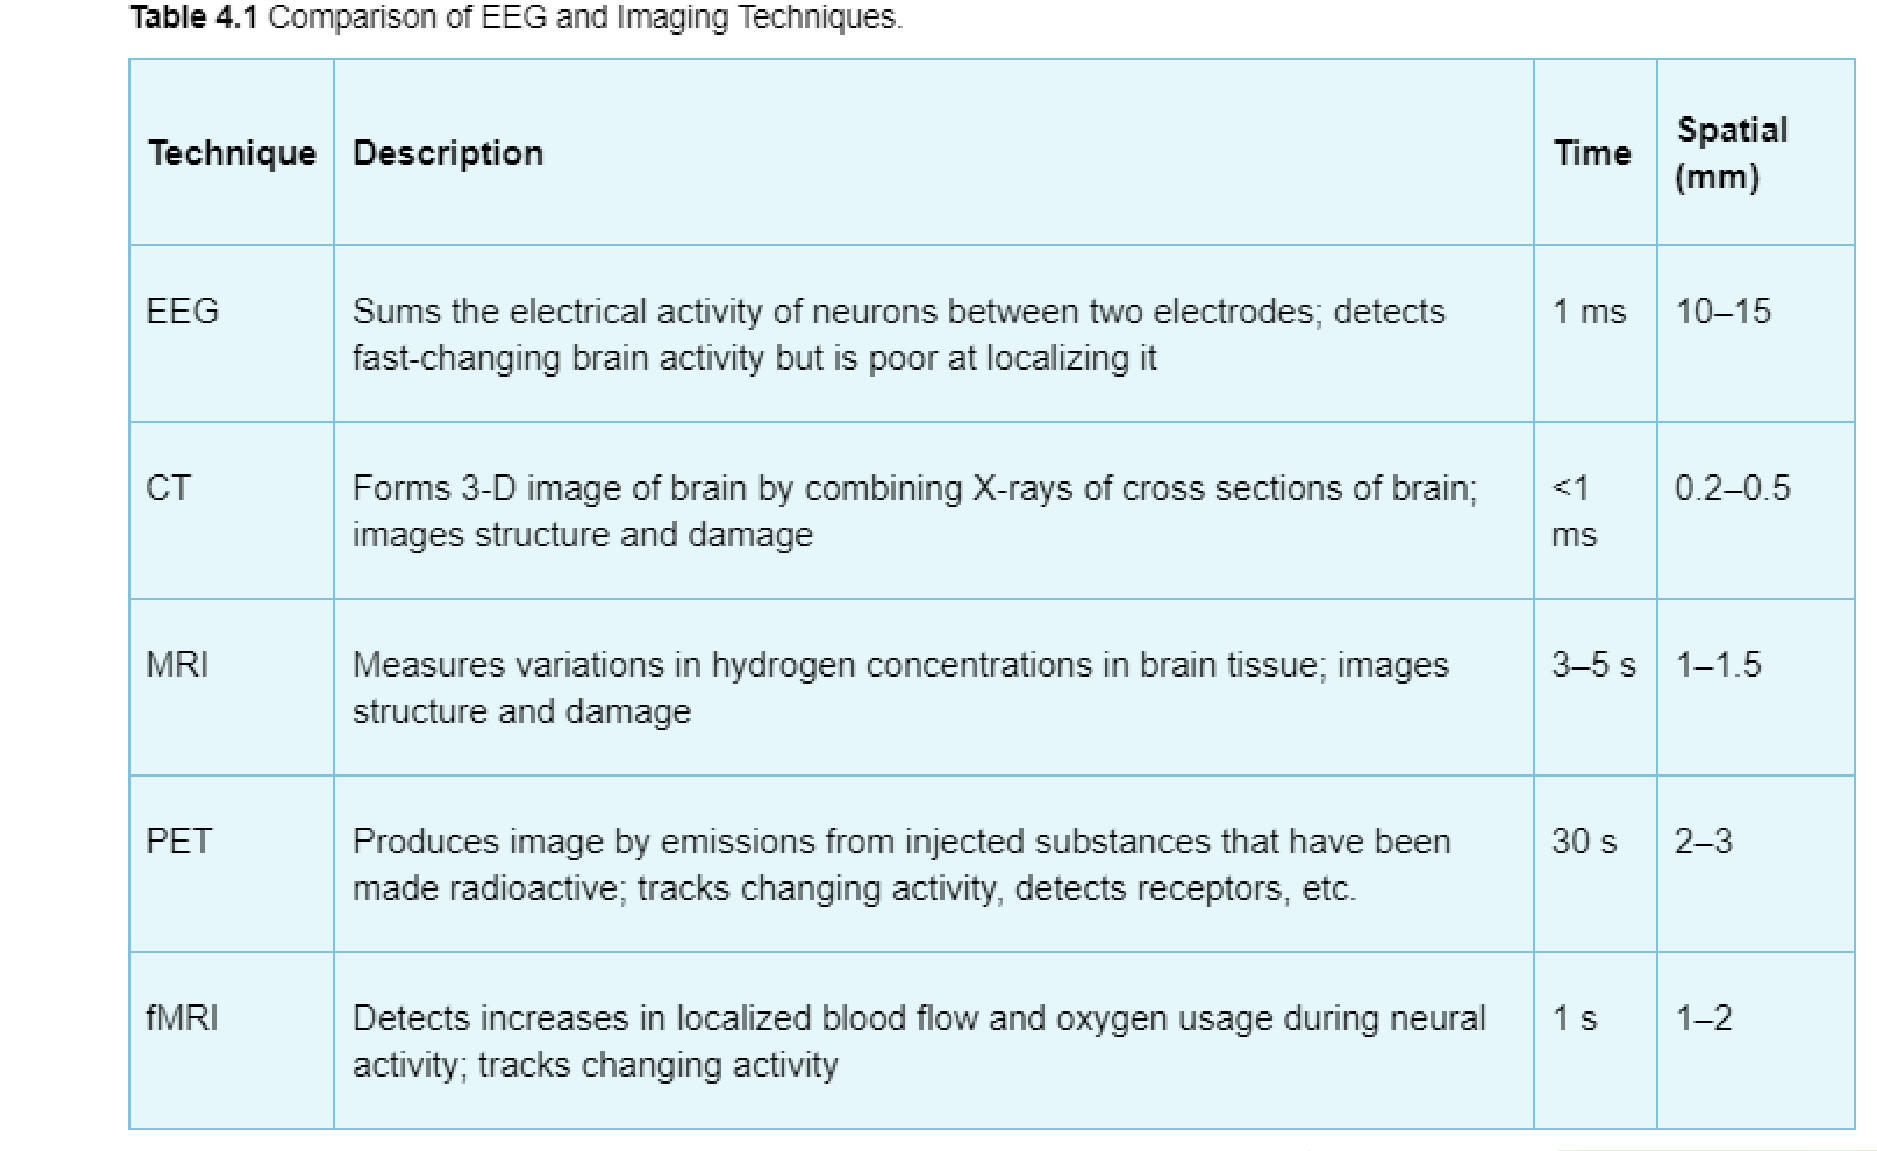 Table 4.1 Comparison of EEG and Imaging Techniques.
Technique
Description
Time
Spatial
(mm)
EEG
Sums the electrical activity of neurons between two electrodes; detects
fast-changing brain activity but is poor at localizing it
1 ms
10–15
CT
Forms 3-D image of brain by combining X-rays of cross sections of brain;
images structure and damage
<1
ms
0.2–0.5
MRI
Measures variations in hydrogen concentrations in brain tissue; images
structure and damage
3–5 s
1–1.5
PET
Produces image by emissions from injected substances that have been
made radioactive; tracks changing activity, detects receptors, etc.
30 s
2–3
fMRI
Detects increases in localized blood flow and oxygen usage during neural
activity; tracks changing activity
1 s
1–2